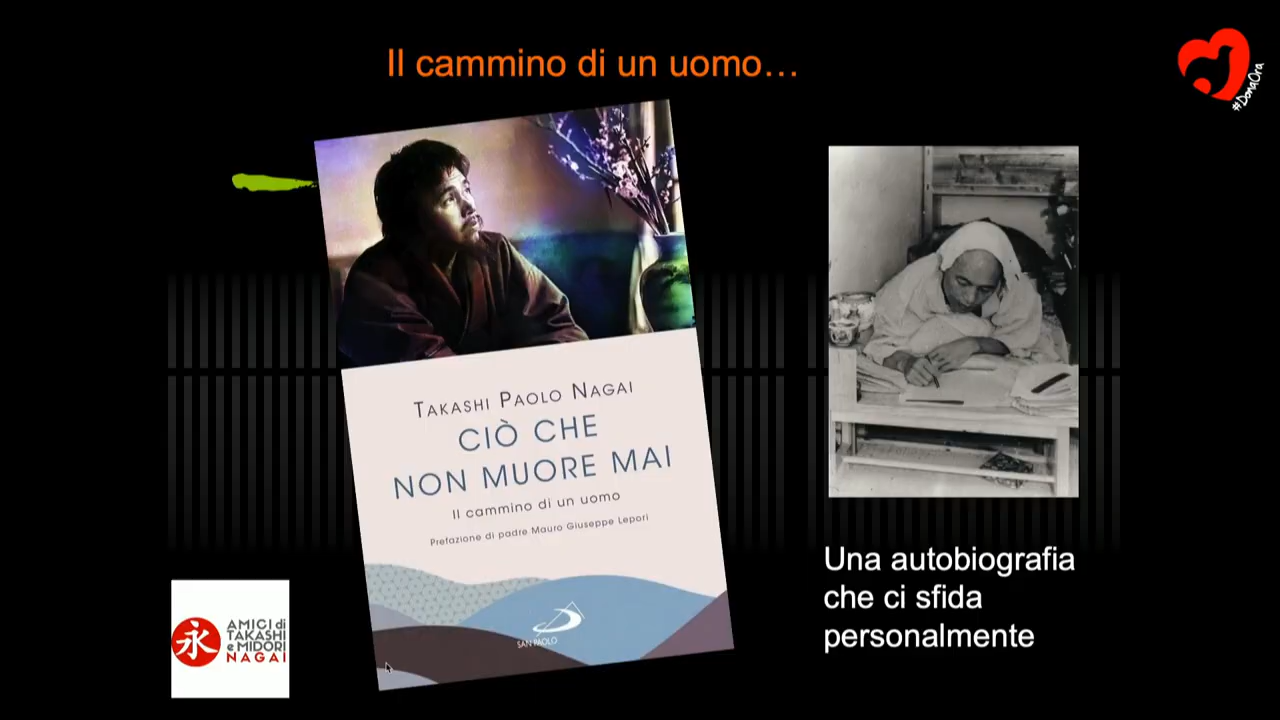 Il cammino di un uomo…
#DonaOra
TAKASHI PAOLO NAGAI
CIÒ CHE
NON MUORE MAI
Il cammino di un uomo
Prefazione di padre Mauro Giuseppe Lepori
SAN PAOLO
Una autobiografia
che ci sfida
personalmente
永
AMICI di
TAKASHI
e MIDORI
NAGAI